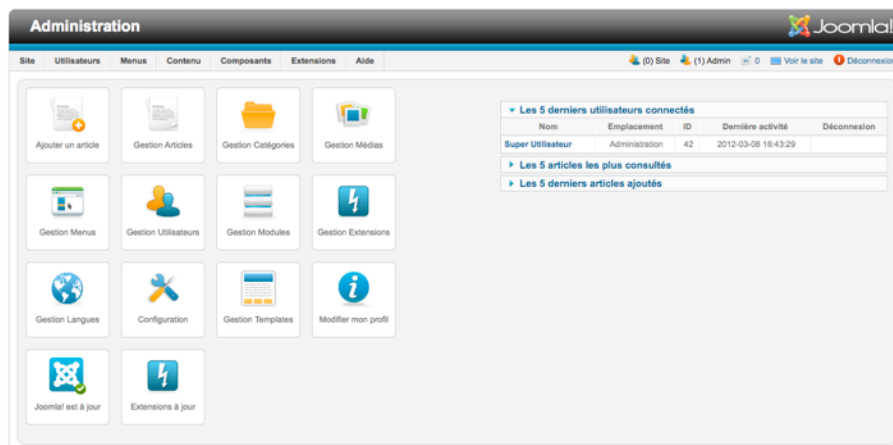 Administration
Joomla!
Site Utilisateurs Menus Contenu Composants Extensions Aide
(0) Site (1) Admin 0 Voir le site Déconnexion
Ajouter un article Gestion Articles Gestion Catégories Gestion Médias
Gestion Menus Gestion Utilisateurs Gestion Modules Gestion Extensions
Gestion Langues Configuration Gestion Templates Modifier mon profil
Joomla! est à jour Extensions à jour
Les 5 derniers utilisateurs connectés
Nom Emplacement ID Dernière activité Déconnexion
Super Utilisateur Administration 42 2012-03-08 16:43:29
Les 5 articles les plus consultés
Les 5 derniers articles ajoutés